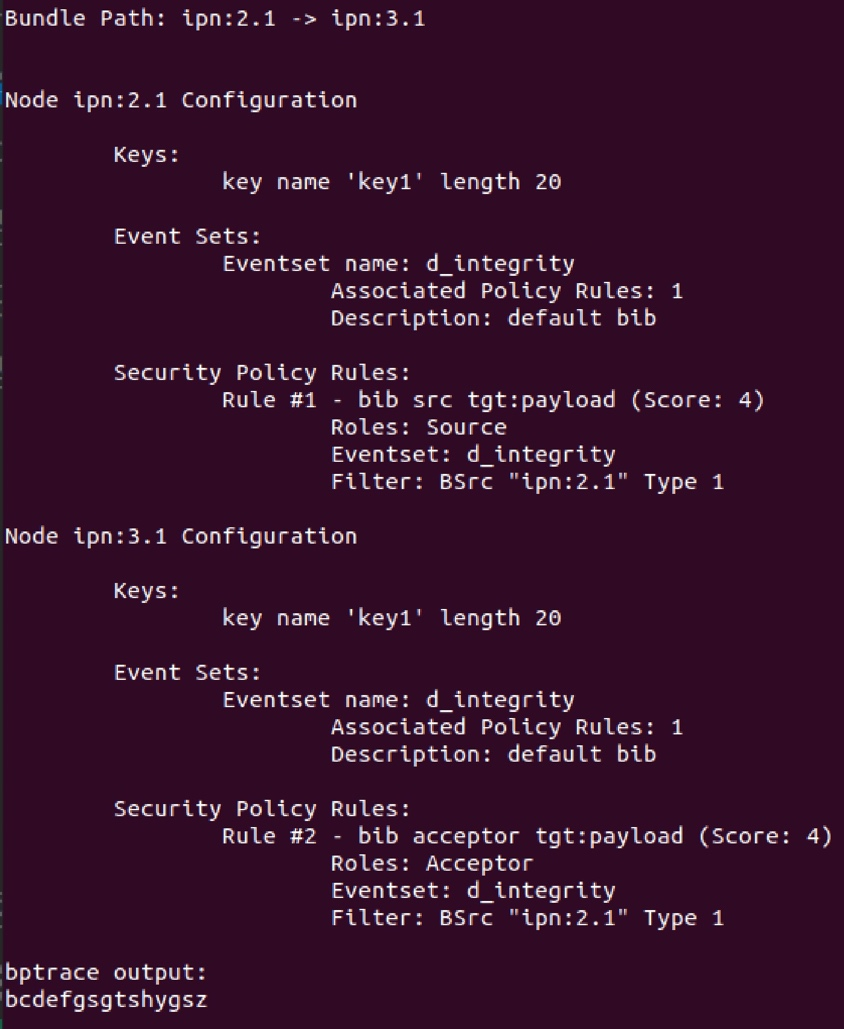 Bundle Path: ipn:2.1 -> ipn:3.1
Node ipn:2.1 Configuration
Keys:
key name 'key1' length 20
Event Sets:
Eventset name: d_integrity
Associated Policy Rules: 1
Description: default bib
Security Policy Rules:
Rule #1 - bib src tgt:payload (Score: 4)
Roles: Source
Eventset: d_integrity
Filter: BSrc "ipn:2.1" Type 1
Node ipn:3.1 Configuration
Keys:
key name 'key1' length 20
Event Sets:
Eventset name: d_integrity
Associated Policy Rules: 1
Description: default bib
Security Policy Rules:
Rule #2 - bib acceptor tgt:payload (Score: 4)
Roles: Acceptor
Eventset: d_integrity
Filter: BSrc "ipn:2.1" Type 1
bptrace output:
bcdefgsgtshygsz